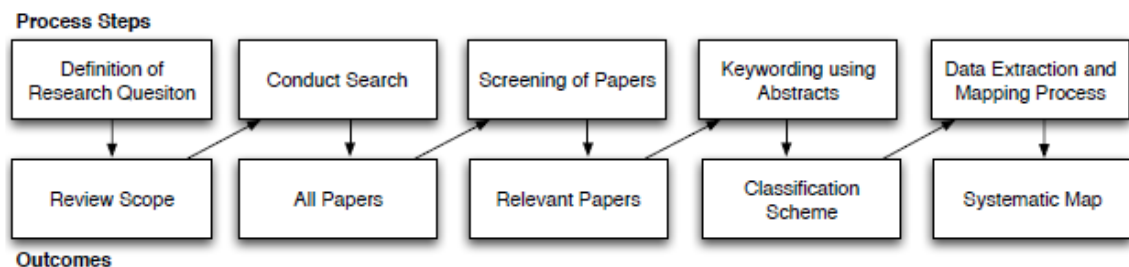 Process Steps
Definition of
Research Quesiton
Conduct Search
Screening of Papers
Keywording using
Abstracts
Data Extraction and
Mapping Process
Review Scope
All Papers
Relevant Papers
Classification
Scheme
Systematic Map
Outcomes